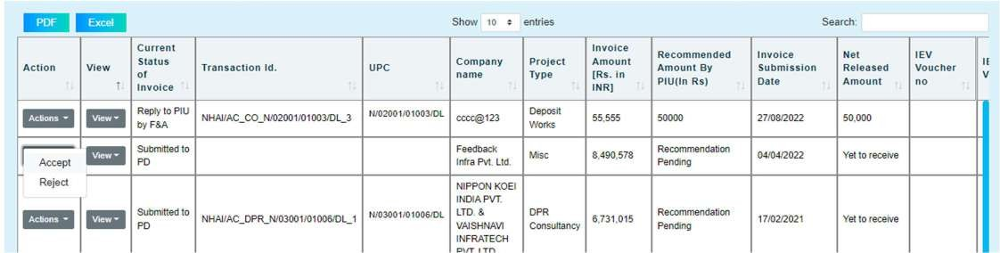 PDF Excel Show 10 entries Search:
Action View Current Status of Invoice Transaction Id. UPC Company name Project Type Invoice Amount [Rs. in INR] Recommended Amount By PIU(In Rs) Invoice Submission Date Net Released Amount IEV Voucher no
Actions View Reply to PIU by F&A NHAI/AC_CO_N/02001/01003/DL_3 N/02001/01003/DL cccc@123 Deposit Works 55,555 50000 27/08/2022 50,000
View Submitted to PD Feedback Infra Pvt. Ltd. Misc 8,490,578 Recommendation Pending 04/04/2022 Yet to receive
Accept
Reject
Actions View Submitted to PD NHAI/AC_DPR_N/03001/01006/DL_1 N/03001/01006/DL NIPPON KOEI INDIA PVT. LTD. & VAISHNAVI INFRATECH PVT. LTD. DPR Consultancy 6,731,015 Recommendation Pending 17/02/2021 Yet to receive